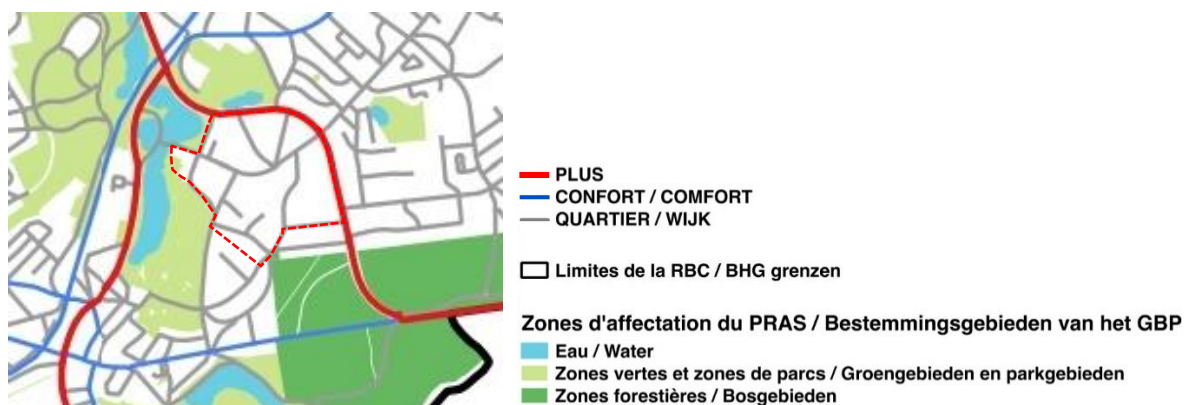 PLUS
CONFORT / COMFORT
QUARTIER / WIJK
Limites de la RBC / BHG grenzen
Zones d'affectation du PRAS / Bestemmingsgebieden van het GBP
Eau / Water
Zones vertes et zones de parcs / Groengebieden en parkgebieden
Zones forestières / Bosgebieden